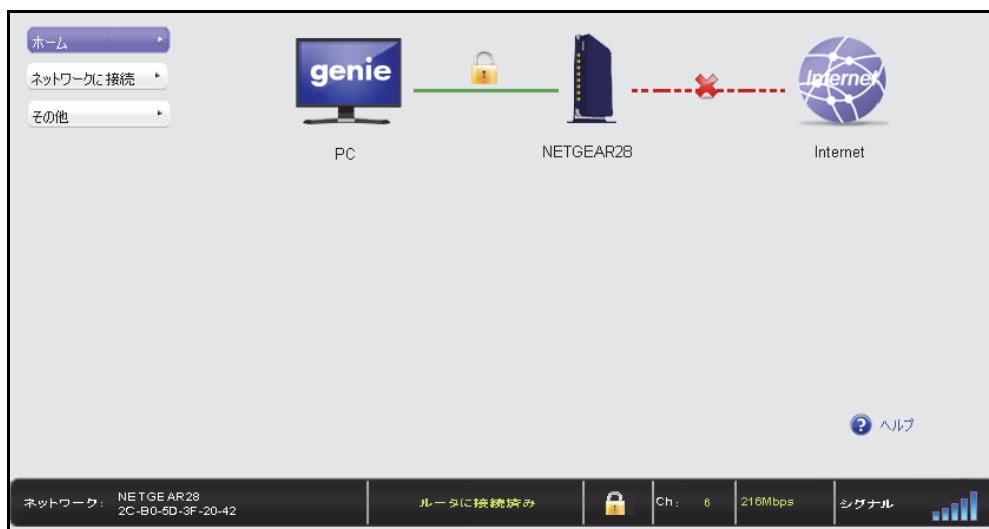 ホーム
ネットワークに接続
その他
genie
Internet
PC
NETGEAR28
Internet
ヘルプ
ネットワーク: NETGEAR28
2C-B0-5D-3F-20-42
ルータに接続済み
Ch: 6
216Mbps
シグナル